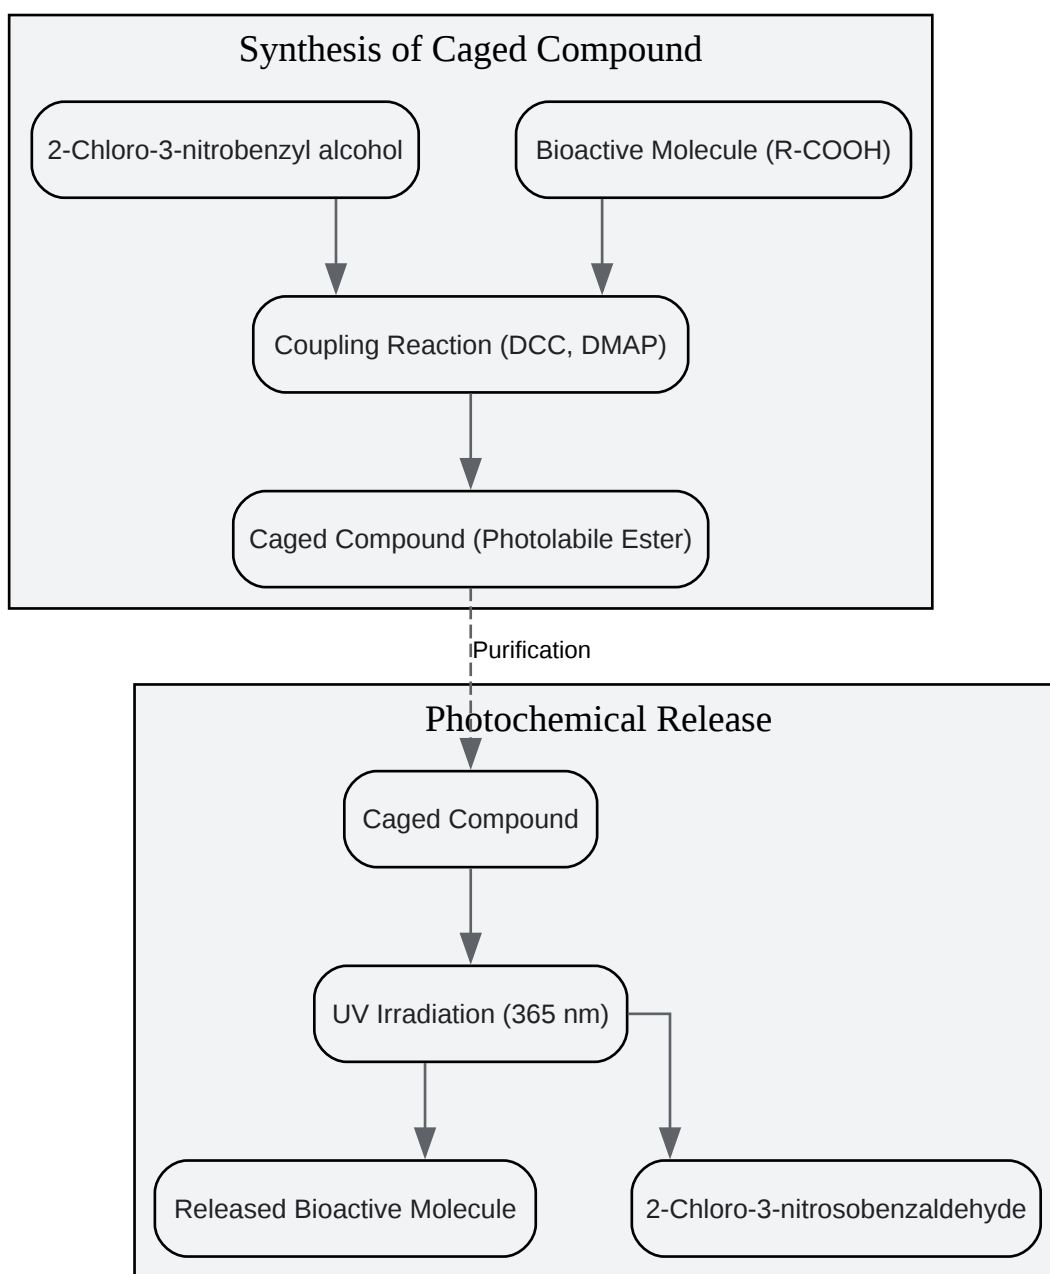 Synthesis of Caged Compound
2-Chloro-3-nitrobenzyl alcohol
Bioactive Molecule (R-COOH)
Coupling Reaction (DCC, DMAP)
Caged Compound (Photolabile Ester)
Purification
Photochemical Release
Caged Compound
UV Irradiation (365 nm)
Released Bioactive Molecule
2-Chloro-3-nitrosobenzaldehyde